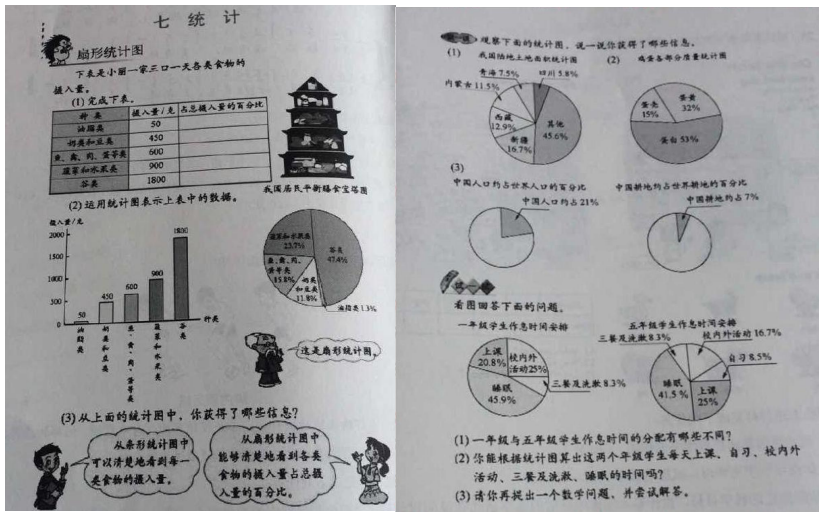 七 统 计
扇形统计图
下表是小丽一家三口一天各类食物的
摄入量。
(1) 完成下表。
种 类 摄入量/克 占总摄入量的百分比
油脂类 50
奶类和豆类 450
鱼、禽、肉、蛋等类 600
蔬菜和水果类 900
谷类 1800
我国居民平衡膳食宝塔图
(2) 运用统计图表示上表中的数据。
摄入量/克
2000
1500
1000
500
0
50
450
600
900
1800
种类
油脂类
奶类和豆类
鱼、禽、肉、蛋等类
蔬菜和水果类
谷类
蔬菜和水果类
23.7%
谷类
47.4%
鱼、禽、肉、
蛋等类
15.8%
奶类
和豆类
11.8%
油脂类 1.3%
这是扇形统计图。
(3) 从上面的统计图中，你获得了哪些信息？
从条形统计图中
可以清楚地看到每一
类食物的摄入量。
从扇形统计图中
能够清楚地看到各类
食物的摄入量占总摄
入量的百分比。
观察下面的统计图，说一说你获得了哪些信息。
(1) 我国陆地土地面积统计图
青海 7.5%
四川 5.8%
内蒙古 11.5%
西藏
12.9%
新疆
16.7%
其他
45.6%
(2) 鸡蛋各部分质量统计图
蛋壳
15%
蛋黄
32%
蛋白 53%
(3)
中国人口约占世界人口的百分比
中国人口约占 21%
中国耕地约占世界耕地的百分比
中国耕地约占 7%
练一练
看图回答下面的问题。
一年级学生作息时间安排
上课
20.8%
校内外
活动25%
三餐及洗漱 8.3%
睡眠
45.9%
五年级学生作息时间安排
三餐及洗漱 8.3%
校内外活动 16.7%
自习 8.5%
睡眠
41.5 %
上课
25%
(1) 一年级与五年级学生作息时间的分配有哪些不同？
(2) 你能根据统计图算出这两个年级学生每天上课、自习、校内外
活动、三餐及洗漱、睡眠的时间吗？
(3) 请你再提出一个数学问题，并尝试解答。